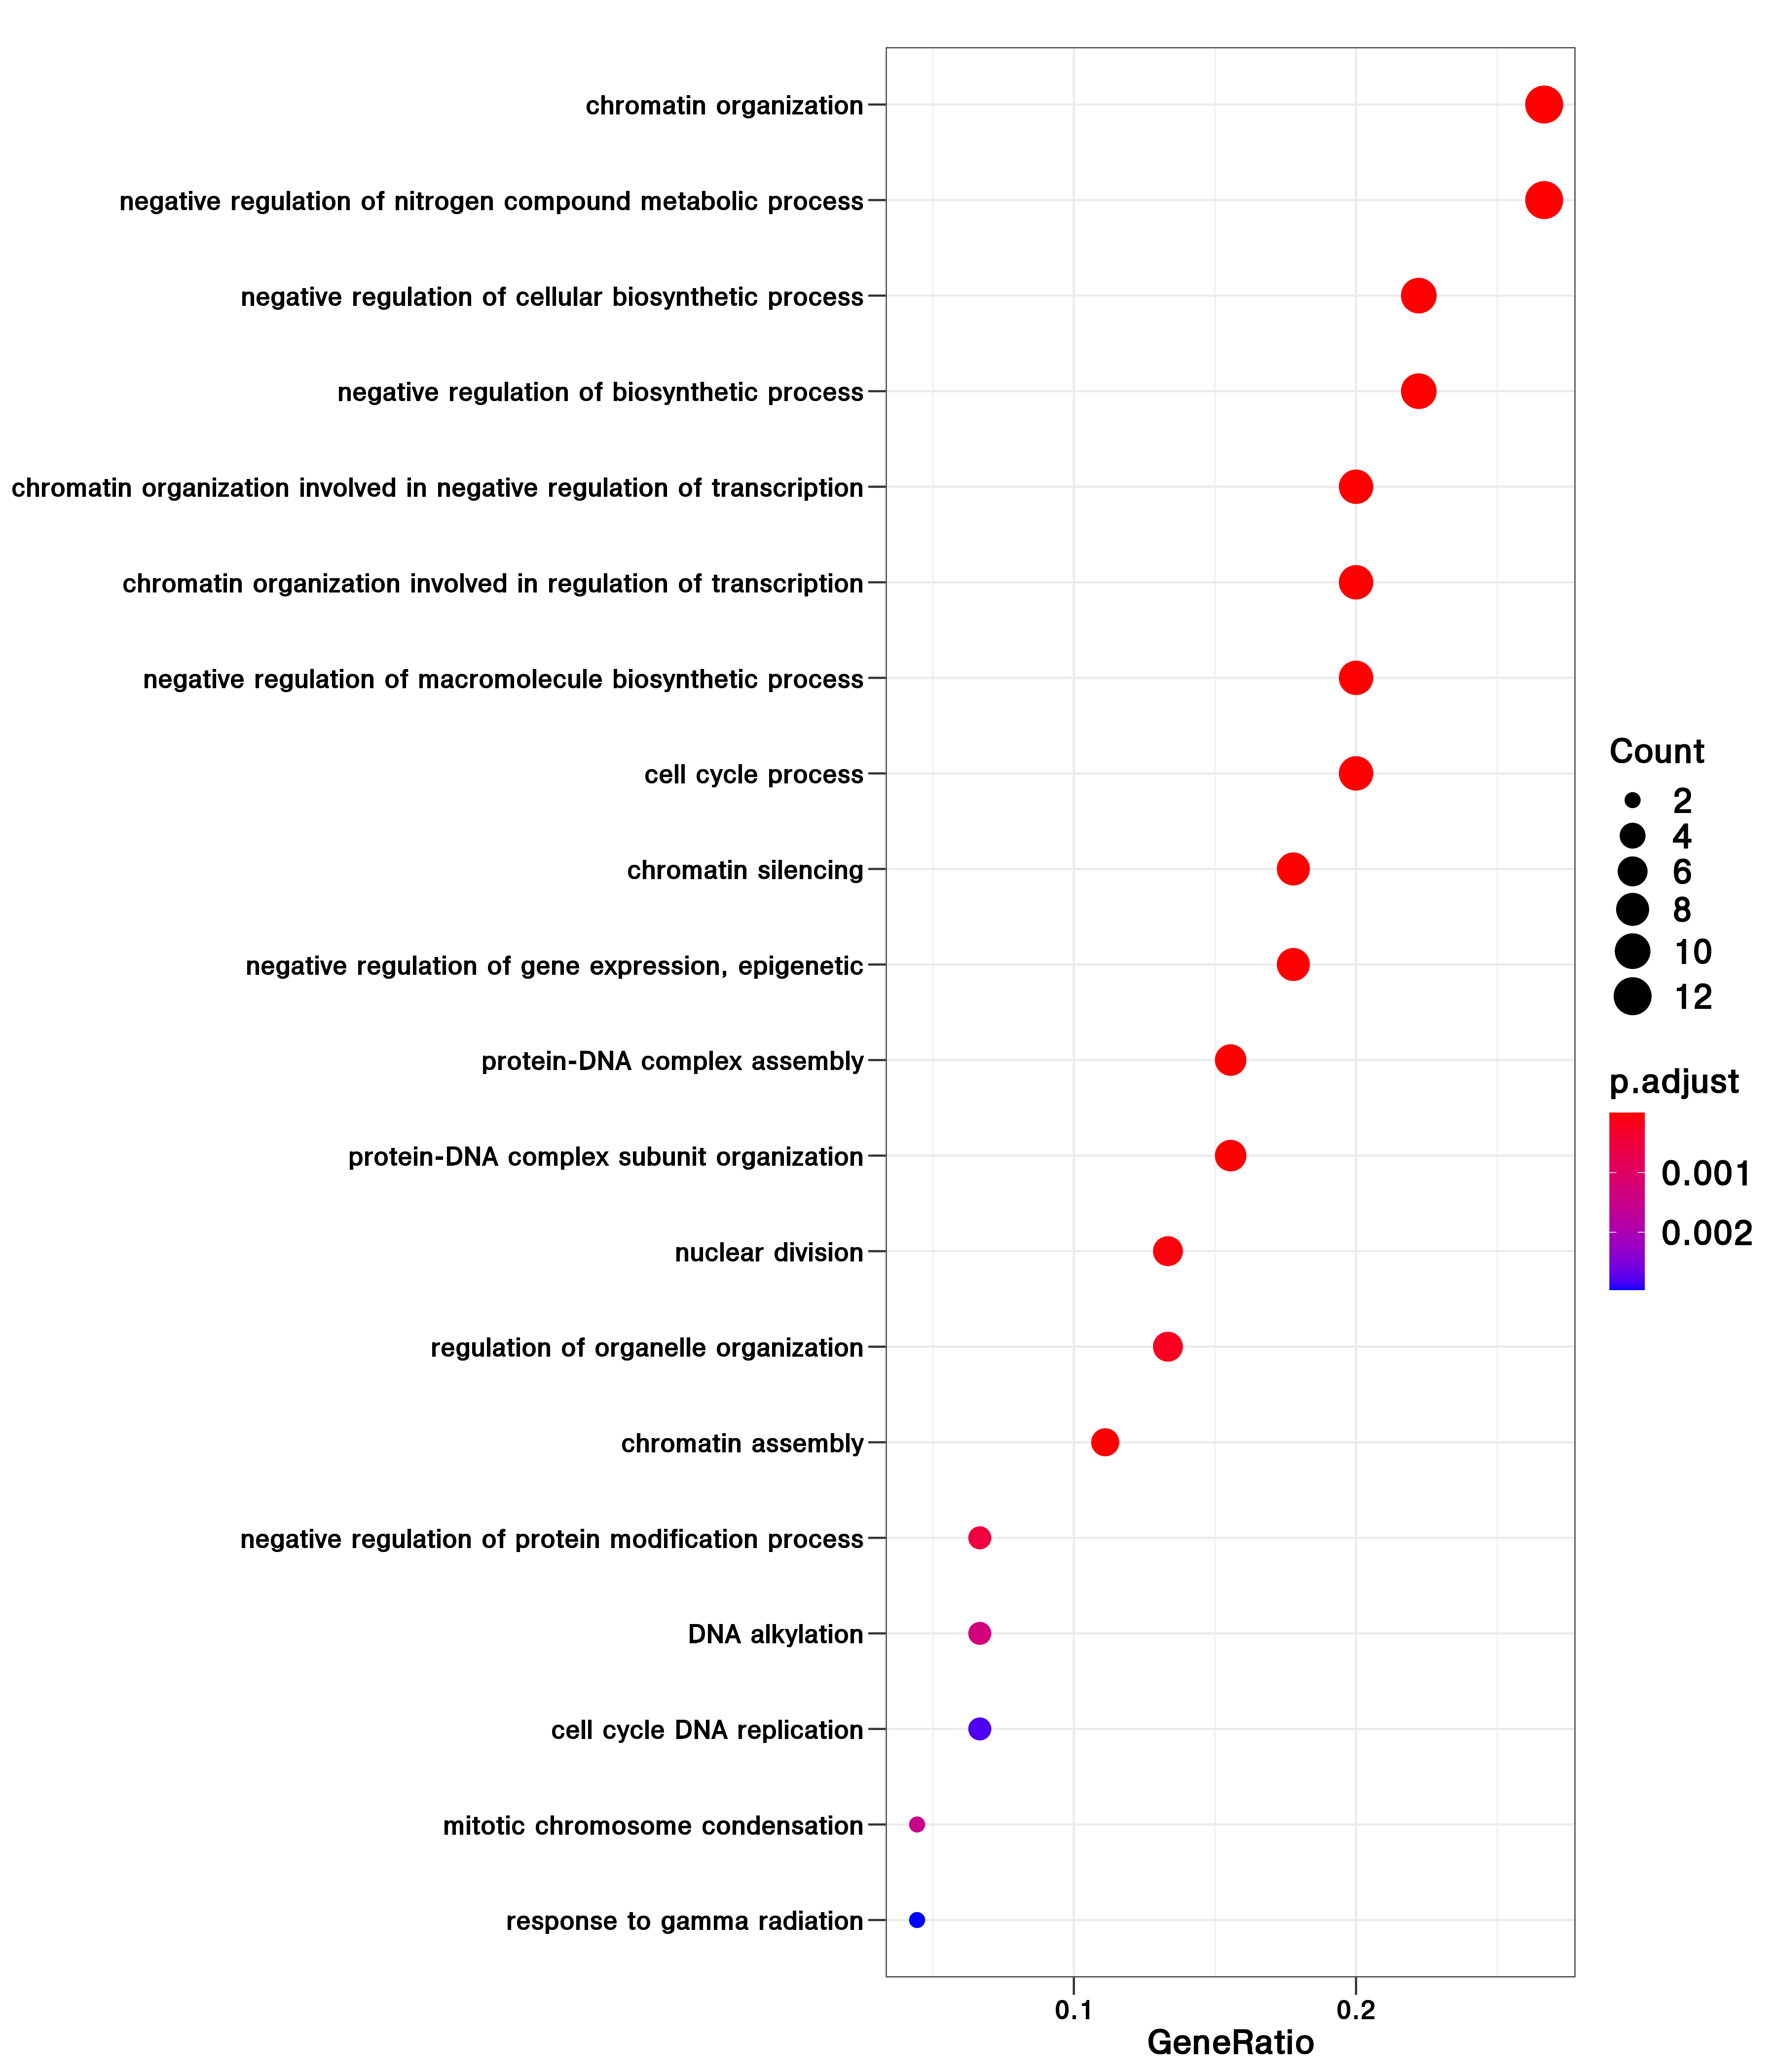 chromatin organization
negative regulation of nitrogen compound metabolic process
negative regulation of cellular biosynthetic process
negative regulation of biosynthetic process
chromatin organization involved in negative regulation of transcription
chromatin organization involved in regulation of transcription
negative regulation of macromolecule biosynthetic process
cell cycle process
chromatin silencing
negative regulation of gene expression, epigenetic
protein-DNA complex assembly
protein-DNA complex subunit organization
nuclear division
regulation of organelle organization
chromatin assembly
negative regulation of protein modification process
DNA alkylation
cell cycle DNA replication
mitotic chromosome condensation
response to gamma radiation
0.1 0.2
GeneRatio
Count
2
4
6
8
10
12
p.adjust
0.001
0.002